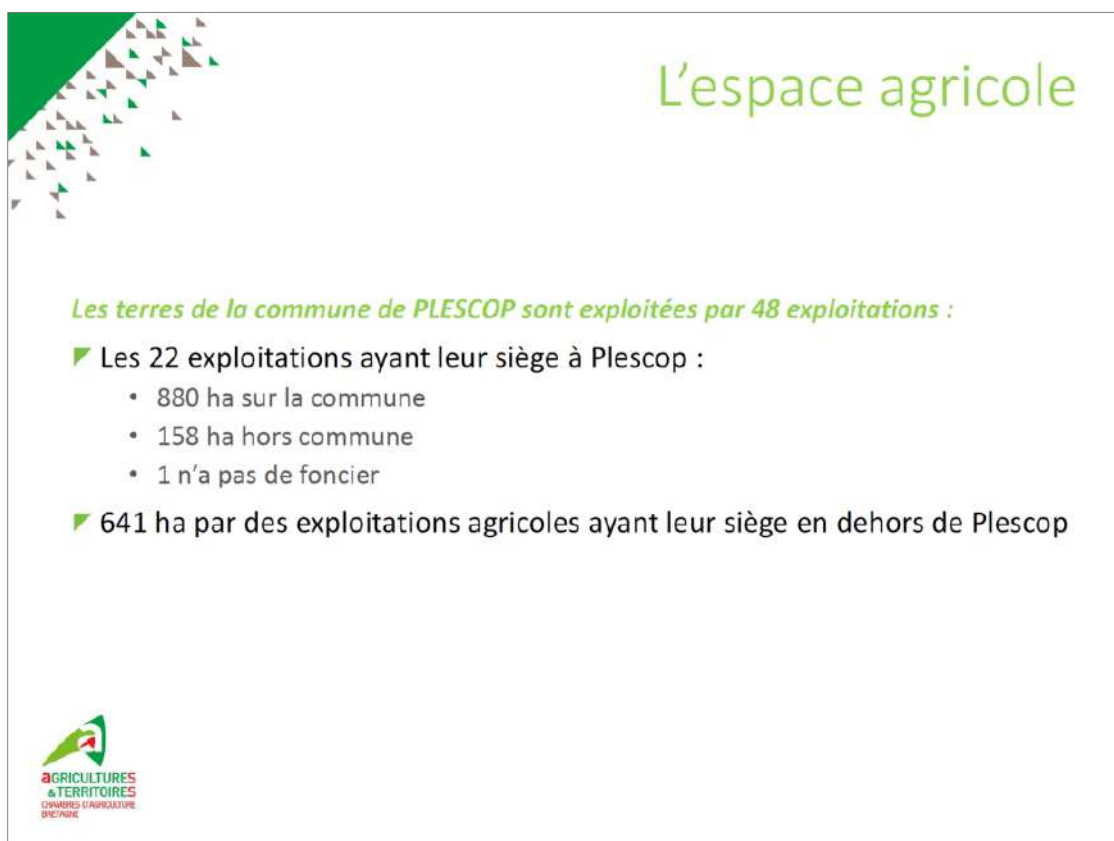 L'espace agricole
Les terres de la commune de PLESCOP sont exploitées par 48 exploitations :
Les 22 exploitations ayant leur siège à Plescop :
• 880 ha sur la commune
• 158 ha hors commune
• 1 n'a pas de foncier
641 ha par des exploitations agricoles ayant leur siège en dehors de Plescop
aGRICULTURES
& TERRITOIRES
CHAMBRES D'AGRICULTURE
BRETAGNE